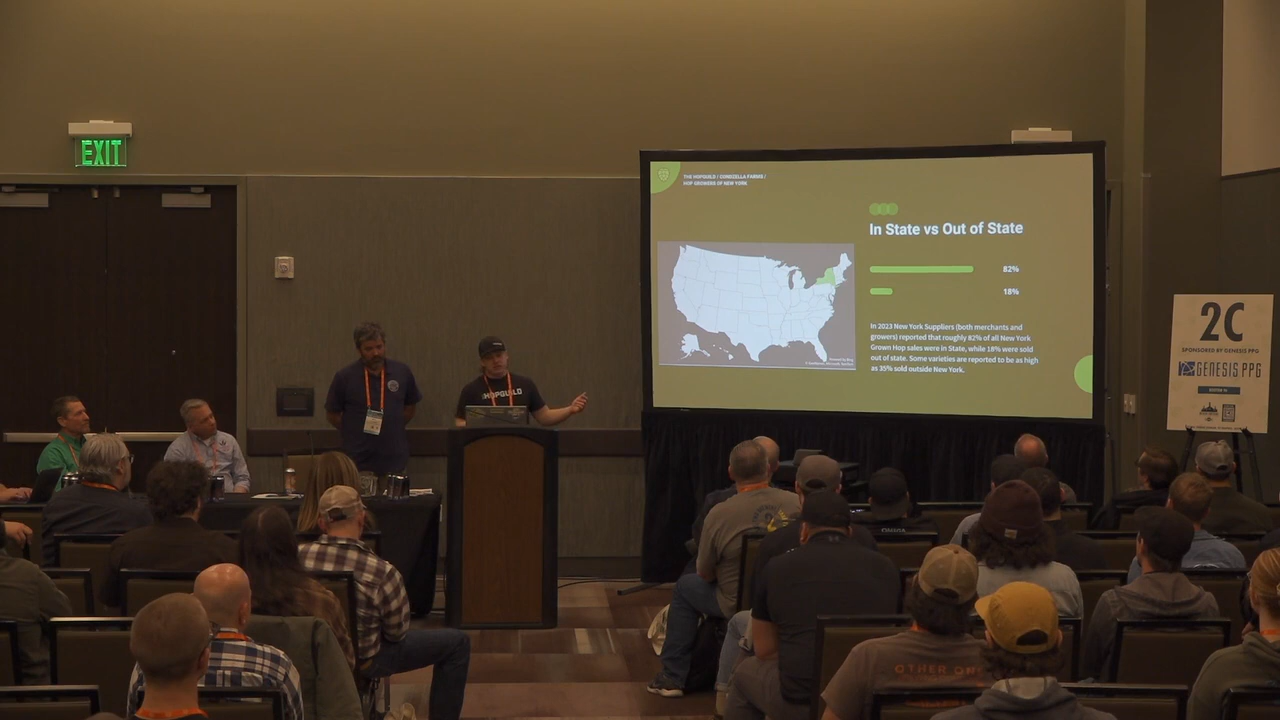 EXIT
THE HOPGUILD / CONDZELLA FARMS /
HOP GROWERS OF NEW YORK
In State vs Out of State
82%
18%
In 2023 New York Suppliers (both merchants and
growers) reported that roughly 82% of all New York
Grown Hop sales were in State, while 18% were sold
out of state. Some varieties are reported to be as high
as 35% sold outside New York.
2C
SPONSORED BY GENESIS PPG
GENESIS PPG
HOPGUILD
OTHER